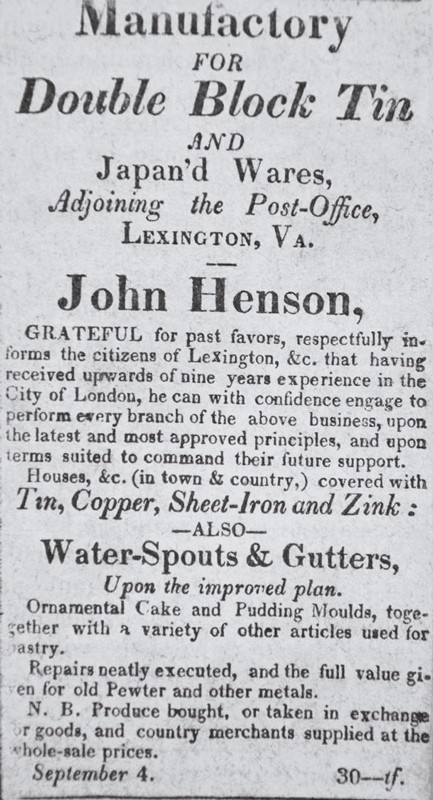 Manufactory
FOR
Double Block Tin
AND
Japan'd Wares,
Adjoining the Post-Office,
LEXINGTON, VA.
—
John Henson,
GRATEFUL for past favors, respectfully in-
forms the citizens of Lexington, &c. that having
received upwards of nine years experience in the
City of London, he can with confidence engage to
perform every branch of the above business, upon
the latest and most approved principles, and upon
terms suited to command their future support.
Houses, &c. (in town & country,) covered with
Tin, Copper, Sheet-Iron and Zink :
—ALSO—
Water-Spouts & Gutters,
Upon the improved plan.
Ornamental Cake and Pudding Moulds, toge-
gether with a variety of other articles used for
astry.
Repairs neatly executed, and the full value gi-
en for old Pewter and other metals.
N. B. Produce bought, or taken in exchange
or goods, and country merchants supplied at the
whole-sale prices.
September 4. 30—tf.